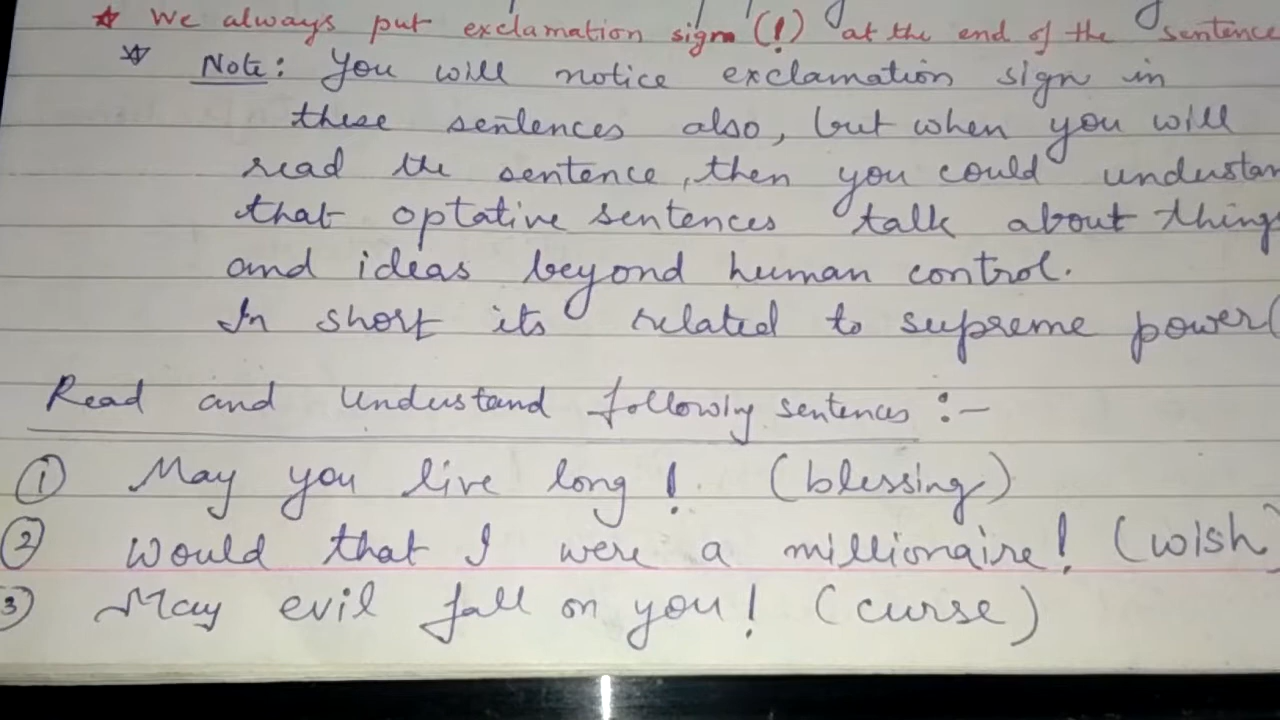 ☆ We always put exclamation sign (!) at the end of the sentence
☆ Note: You will notice exclamation sign in
these sentences also, but when you will
read the sentence, then you could understan
that optative sentences talk about thing
and ideas beyond human control.
In short its related to supreme power(
Read and understand following sentences :-
① May you live long! (blessing)
② Would that I were a millionaire! (wish)
③ May evil fall on you! (curse)